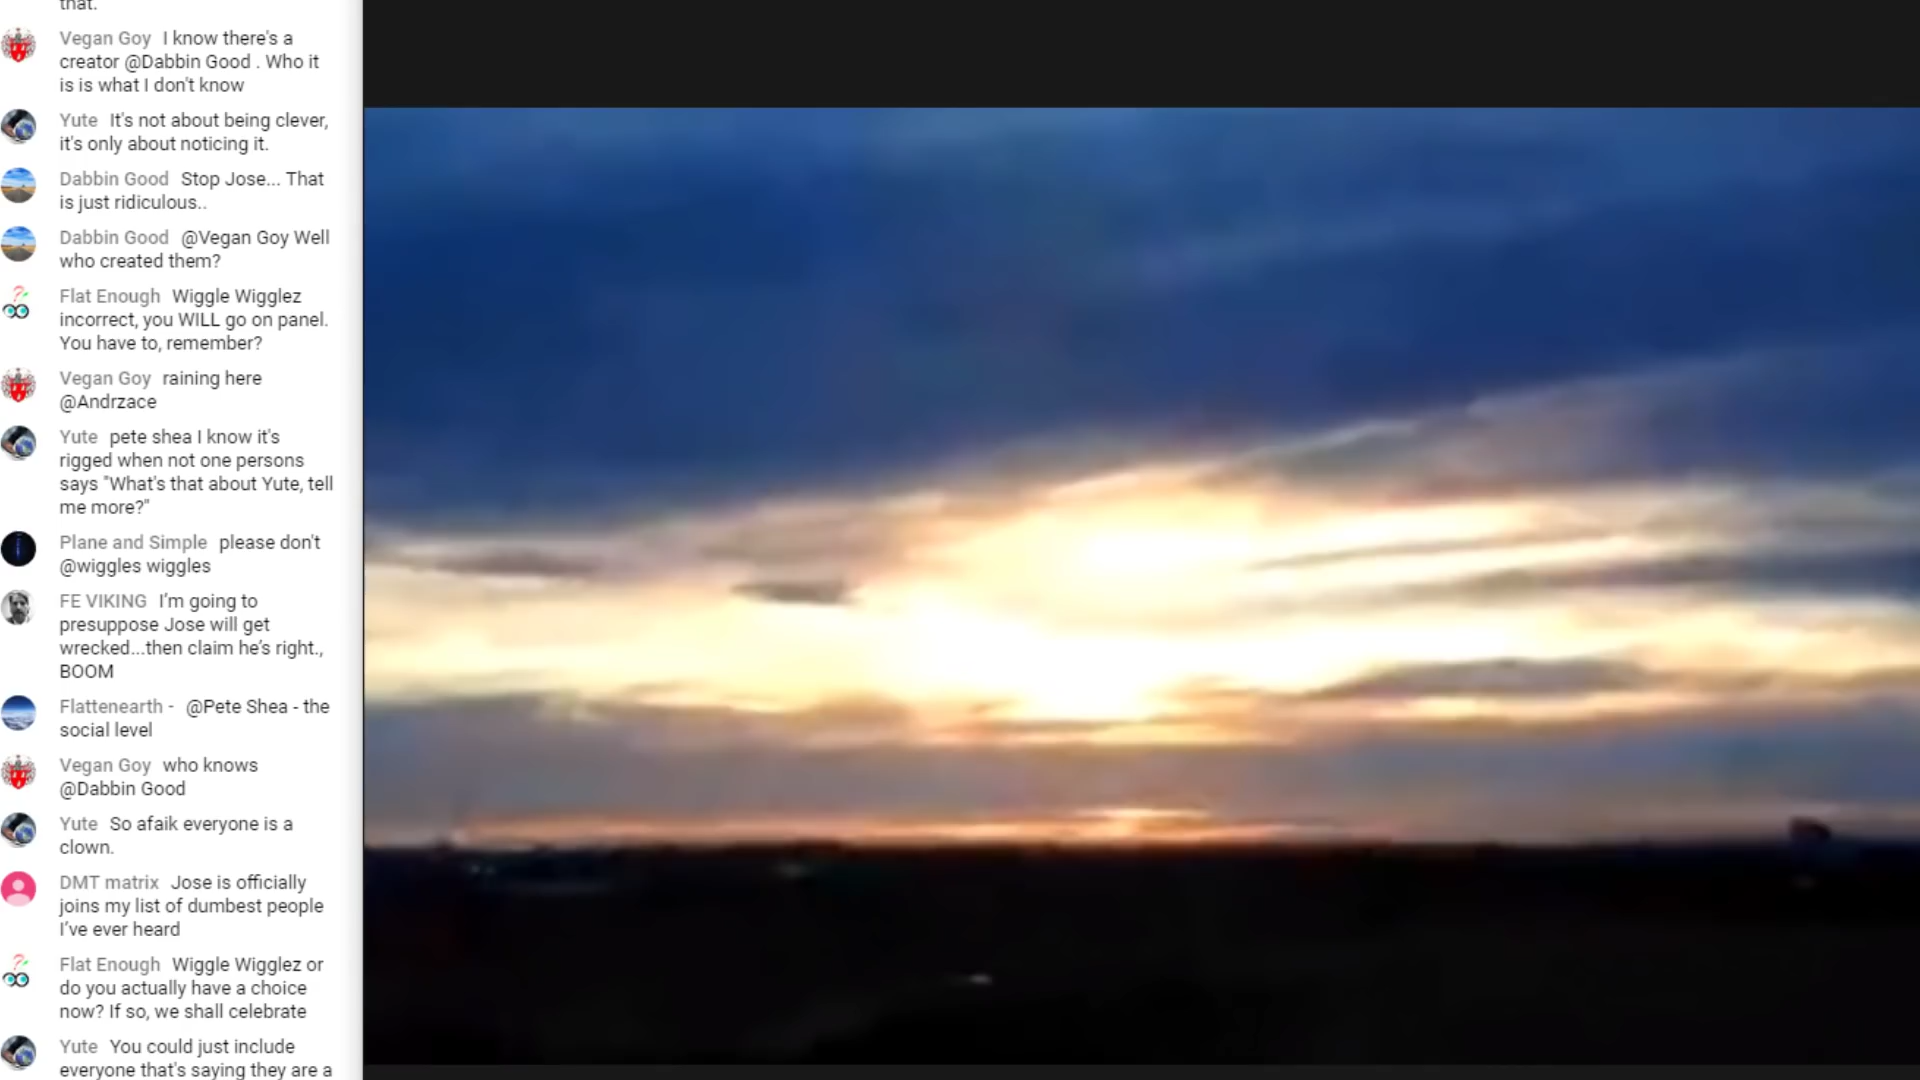 that.
Vegan Goy I know there's a
creator @Dabbin Good . Who it
is is what I don't know
Yute It's not about being clever,
it's only about noticing it.
Dabbin Good Stop Jose... That
is just ridiculous..
Dabbin Good @Vegan Goy Well
who created them?
Flat Enough Wiggle Wigglez
incorrect, you WILL go on panel.
You have to, remember?
Vegan Goy raining here
@Andrzace
Yute pete shea I know it's
rigged when not one persons
says "What's that about Yute, tell
me more?"
Plane and Simple please don't
@wiggles wiggles
FE VIKING I’m going to
presuppose Jose will get
wrecked...then claim he’s right.,
BOOM
Flattenearth - @Pete Shea - the
social level
Vegan Goy who knows
@Dabbin Good
Yute So afaik everyone is a
clown.
DMT matrix Jose is officially
joins my list of dumbest people
I’ve ever heard
Flat Enough Wiggle Wigglez or
do you actually have a choice
now? If so, we shall celebrate
Yute You could just include
everyone that's saying they are a